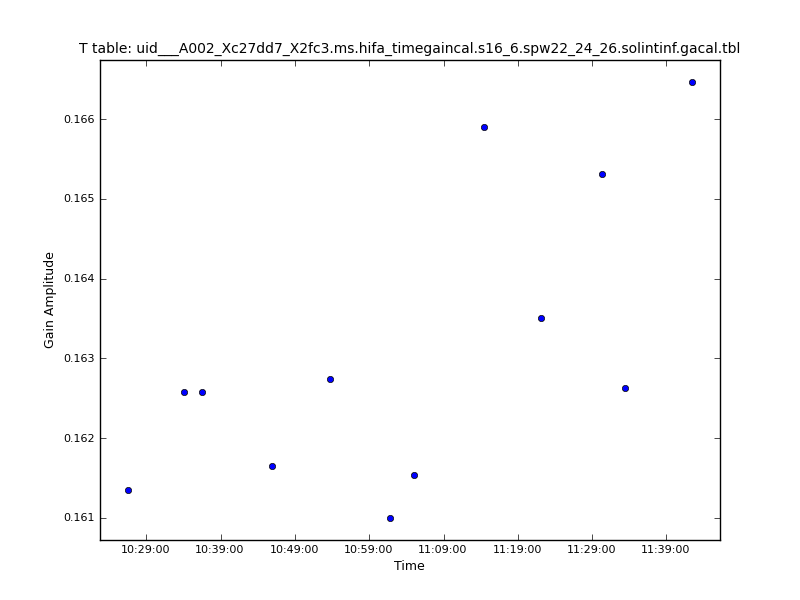 T table: uid___A002_Xc27dd7_X2fc3.ms.hifa_timegaincal.s16_6.spw22_24_26.solintinf.gacal.tbl
0.166
0.165
0.164
0.163
0.162
0.161
Gain Amplitude
10:29:00 10:39:00 10:49:00 10:59:00 11:09:00 11:19:00 11:29:00 11:39:00
Time